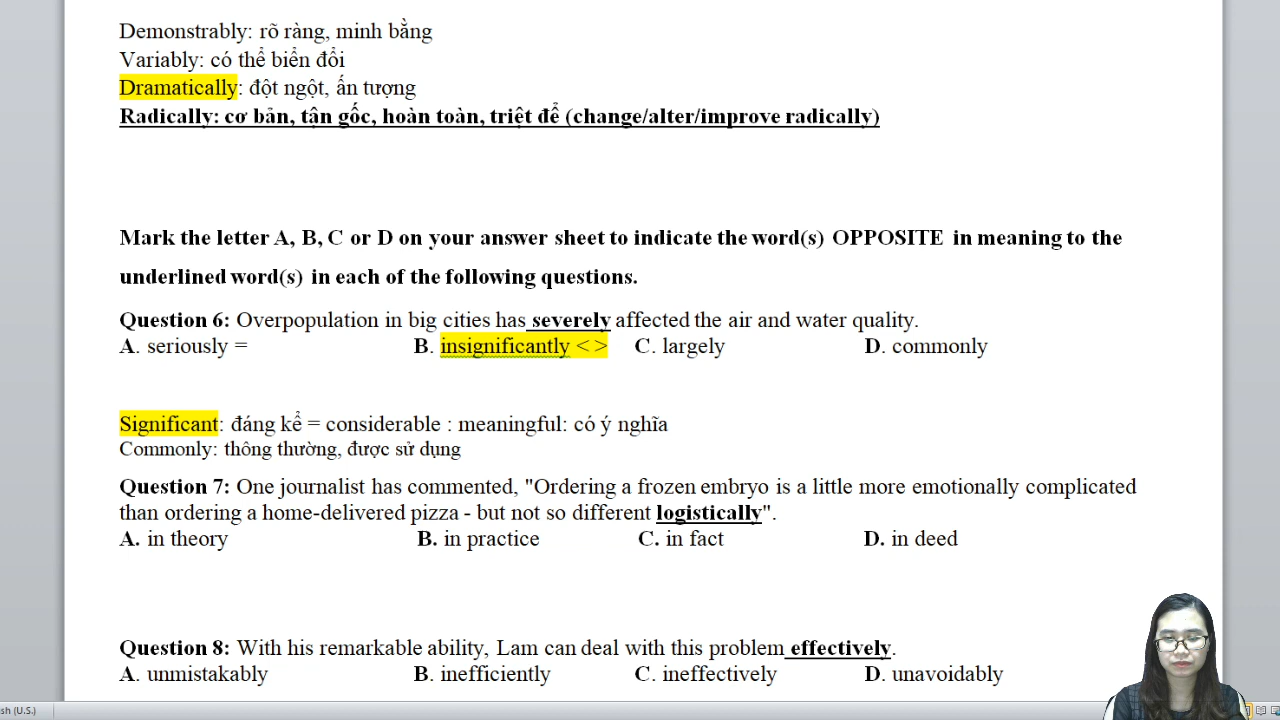 Demonstrably: rõ ràng, minh bằng
Variably: có thể biển đổi
Dramatically: đột ngột, ấn tượng
Radically: cơ bản, tận gốc, hoàn toàn, triệt để (change/alter/improve radically)
Mark the letter A, B, C or D on your answer sheet to indicate the word(s) OPPOSITE in meaning to the
underlined word(s) in each of the following questions.
Question 6: Overpopulation in big cities has severely affected the air and water quality.
A. seriously = B. insignificantly < > C. largely D. commonly
Significant: đáng kể = considerable : meaningful: có ý nghĩa
Commonly: thông thường, được sử dụng
Question 7: One journalist has commented, "Ordering a frozen embryo is a little more emotionally complicated
than ordering a home-delivered pizza - but not so different logistically".
A. in theory B. in practice C. in fact D. in deed
Question 8: With his remarkable ability, Lam can deal with this problem effectively.
A. unmistakably B. inefficiently C. ineffectively D. unavoidably
sh (U.S.)